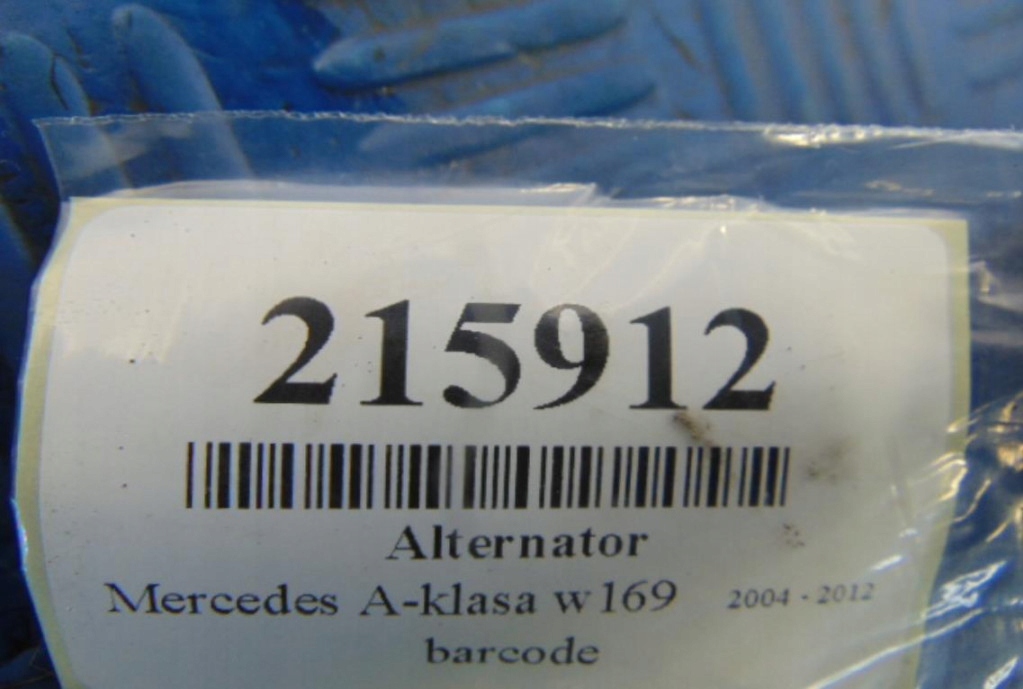 215912
Alternator
Mercedes A-klasa w169 2004 - 2012
barcode